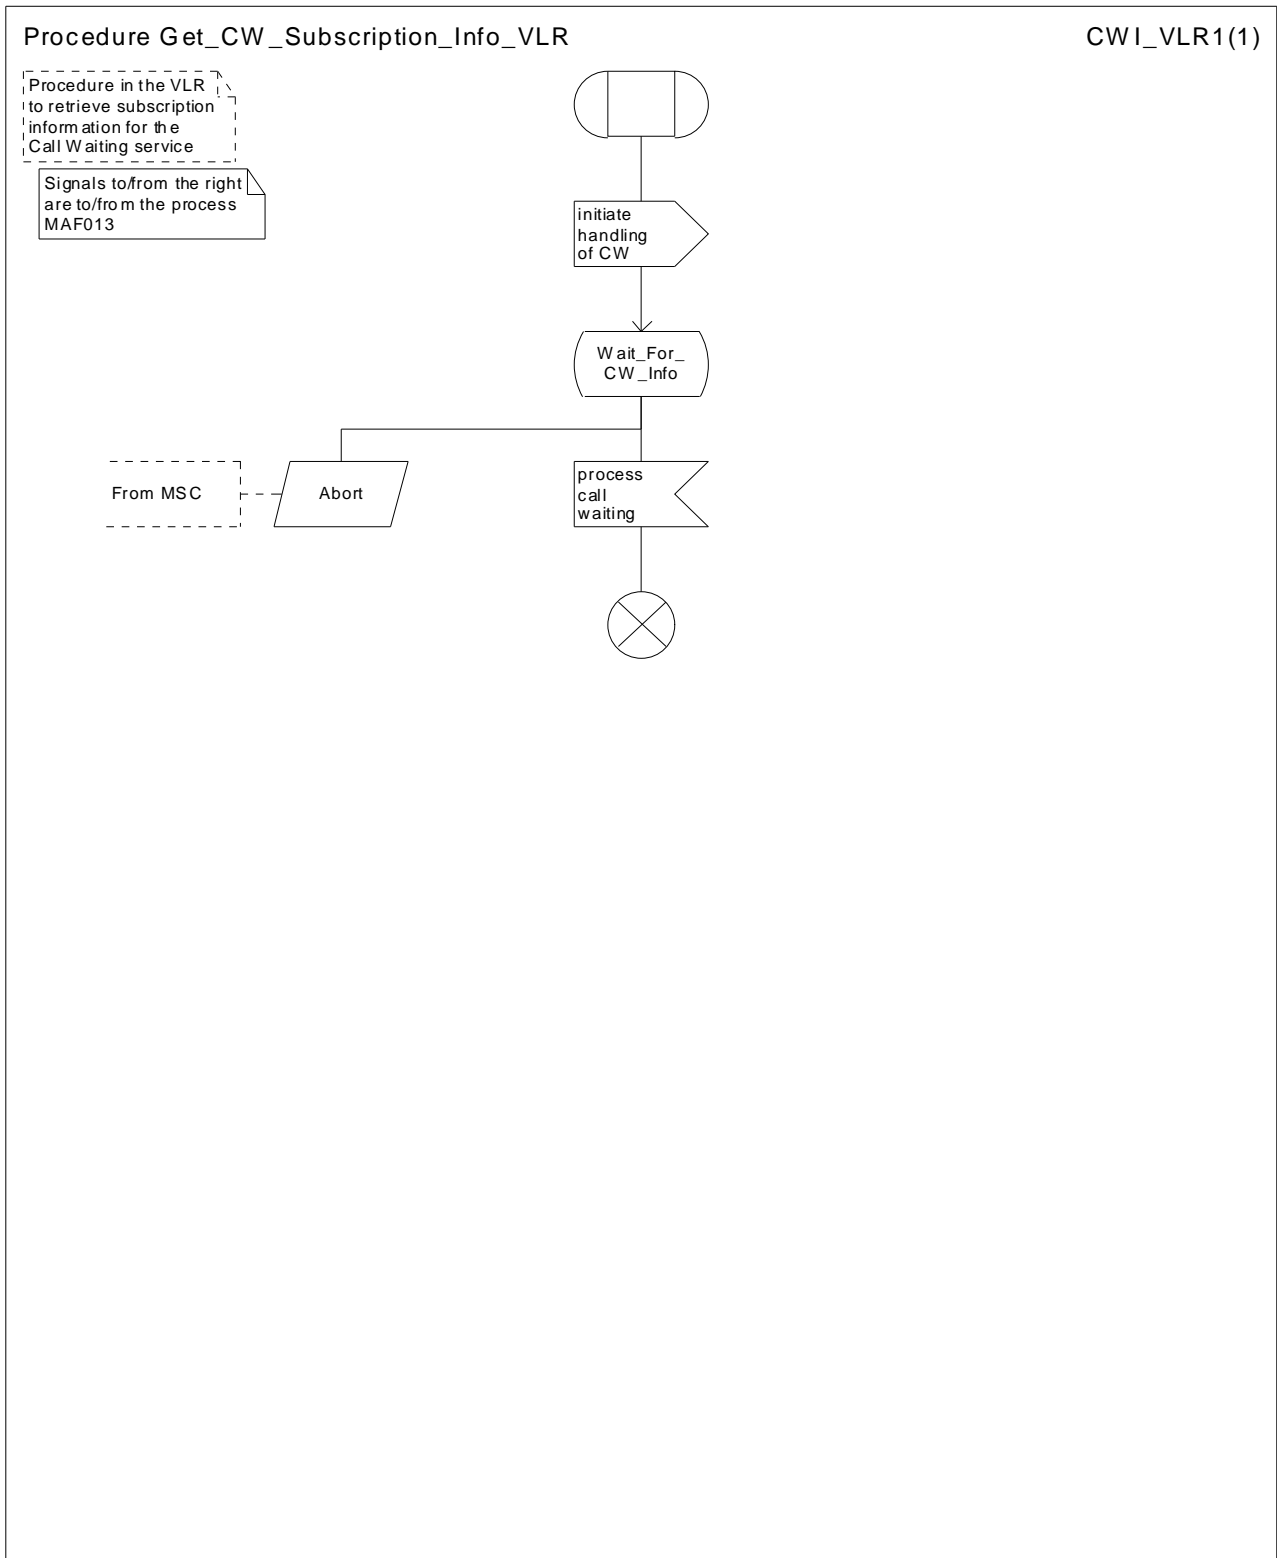 Procedure Get_CW_Subscription_Info_VLR
CWI_VLR1(1)
Procedure in the VLR
to retrieve subscription
information for the
Call Waiting service
Signals to/from the right
are to/from the process
MAF013
initiate
handling
of CW
Wait_For_
CW_Info
From MSC
Abort
process
call
waiting